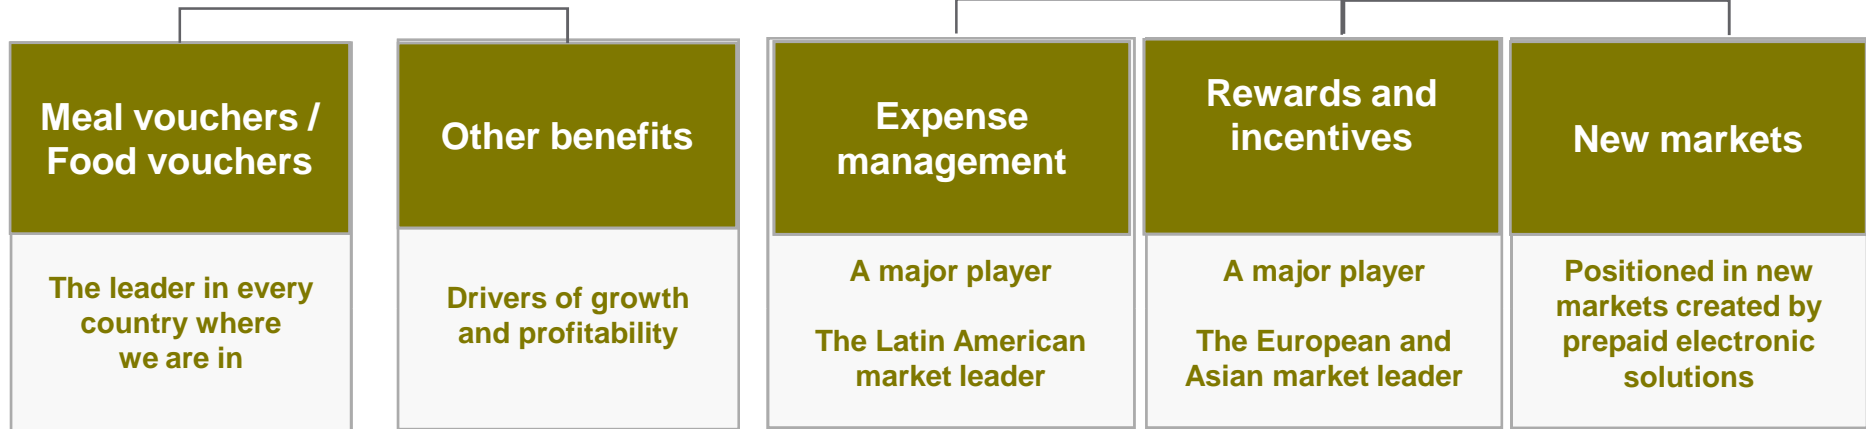 Meal vouchers /
Food vouchers
The leader in every
country where
we are in
Other benefits
Drivers of growth
and profitability
Expense
management
A major player
The Latin American
market leader
Rewards and
incentives
A major player
The European and
Asian market leader
New markets
Positioned in new
markets created by
prepaid electronic
solutions